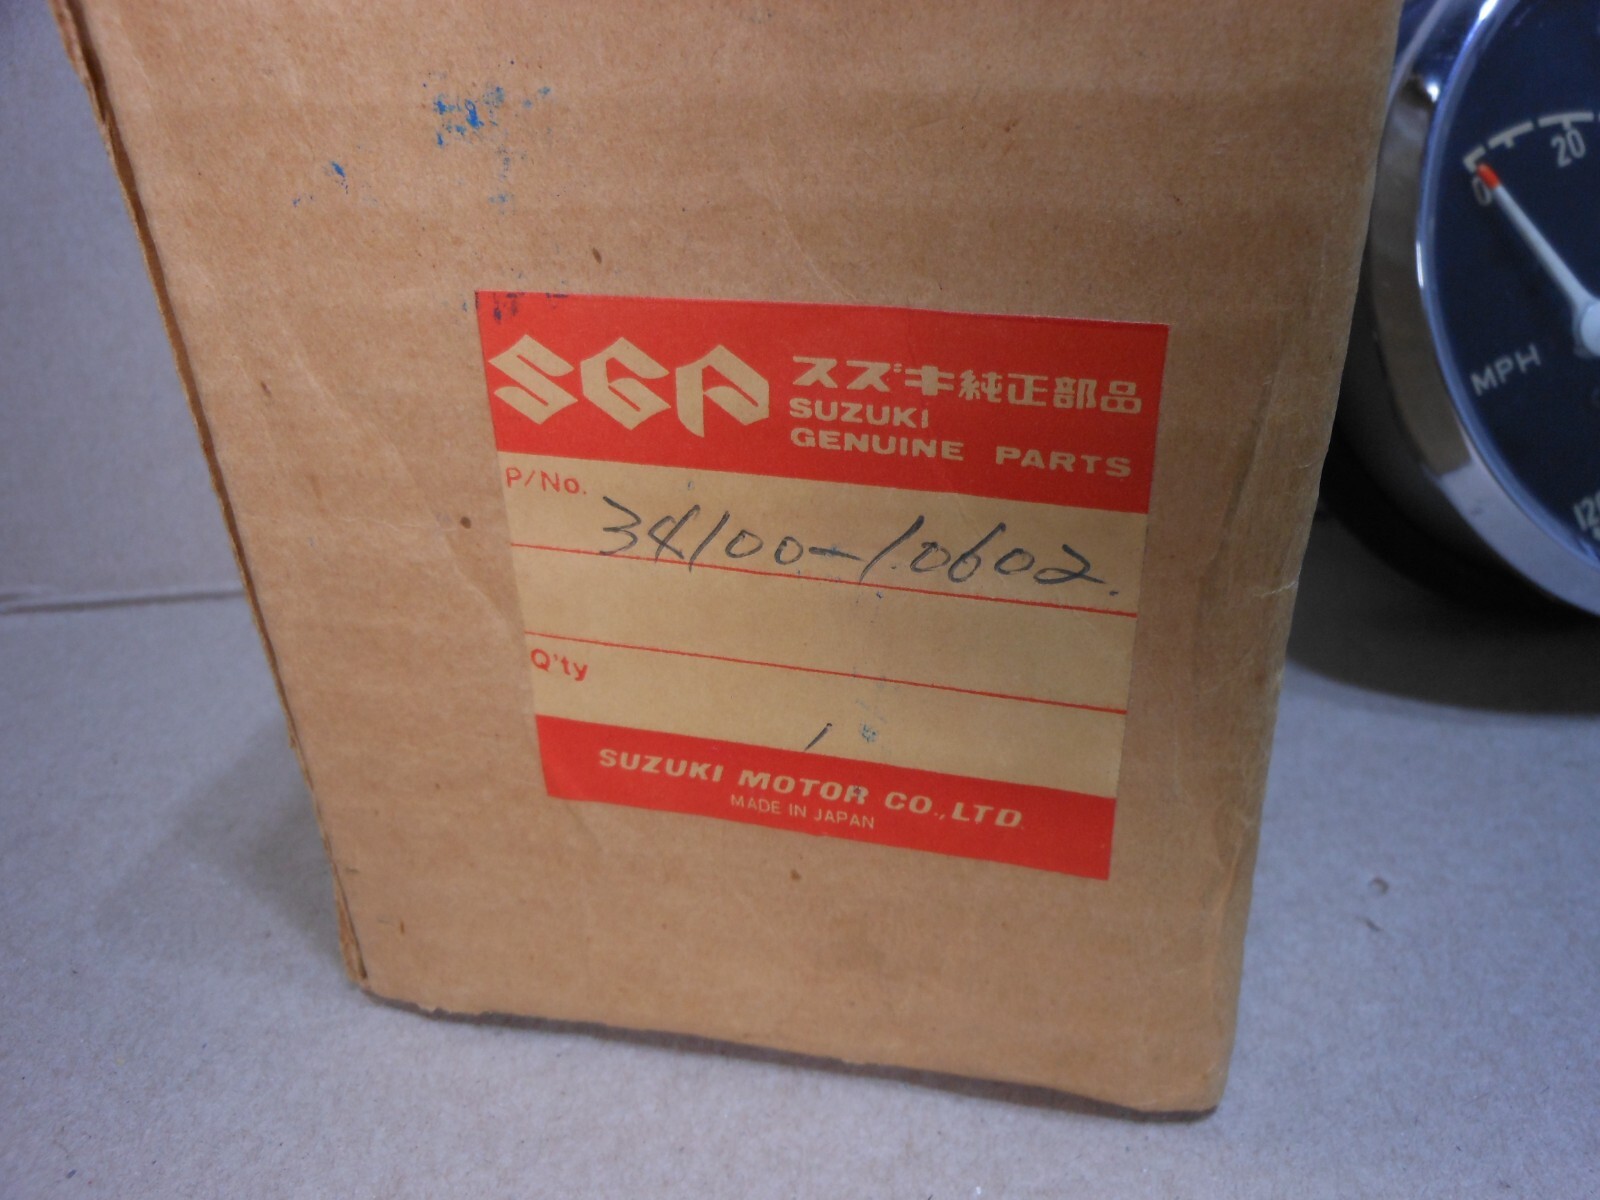 SGP スズキ純正部品
SUZUKI
GENUINE PARTS
P/No.
34100-10602
Q'ty
1
SUZUKI MOTOR CO., LTD.
MADE IN JAPAN
0 20
MPH